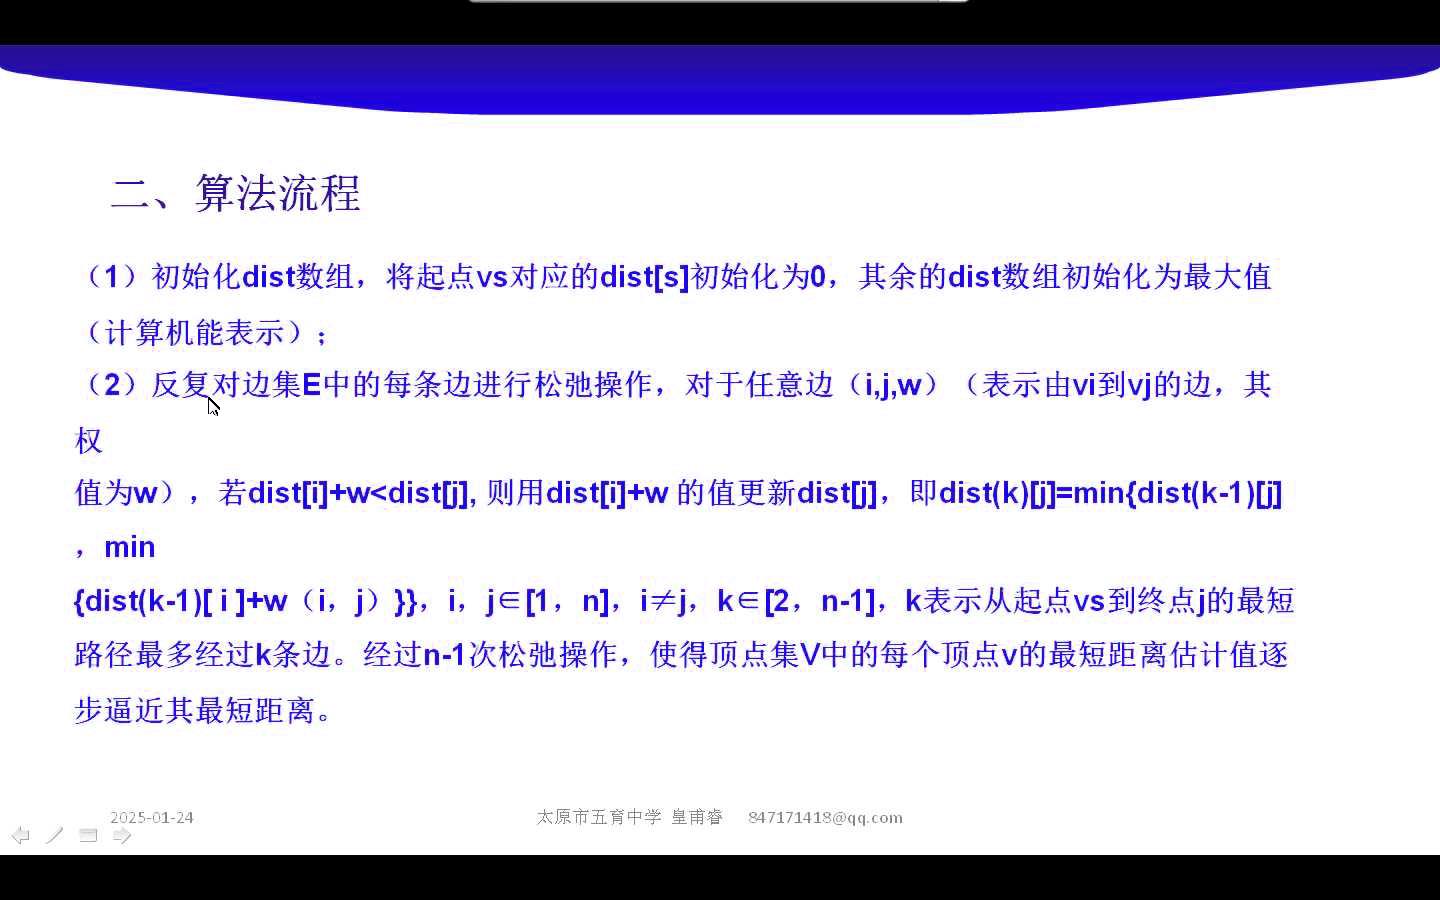 二、算法流程
（1）初始化dist数组，将起点vs对应的dist[s]初始化为0，其余的dist数组初始化为最大值
（计算机能表示）；
（2）反复对边集E中的每条边进行松弛操作，对于任意边（i,j,w）（表示由vi到vj的边，其
权
值为w），若dist[i]+w<dist[j], 则用dist[i]+w 的值更新dist[j]，即dist(k)[j]=min{dist(k-1)[j]
，min
{dist(k-1)[ i ]+w（i，j）}}，i，j∈[1，n]，i≠j，k∈[2，n-1]，k表示从起点vs到终点j的最短
路径最多经过k条边。经过n-1次松弛操作，使得顶点集V中的每个顶点v的最短距离估计值逐
步逼近其最短距离。
2025-01-24
太原市五育中学 皇甫睿 847171418@qq.com